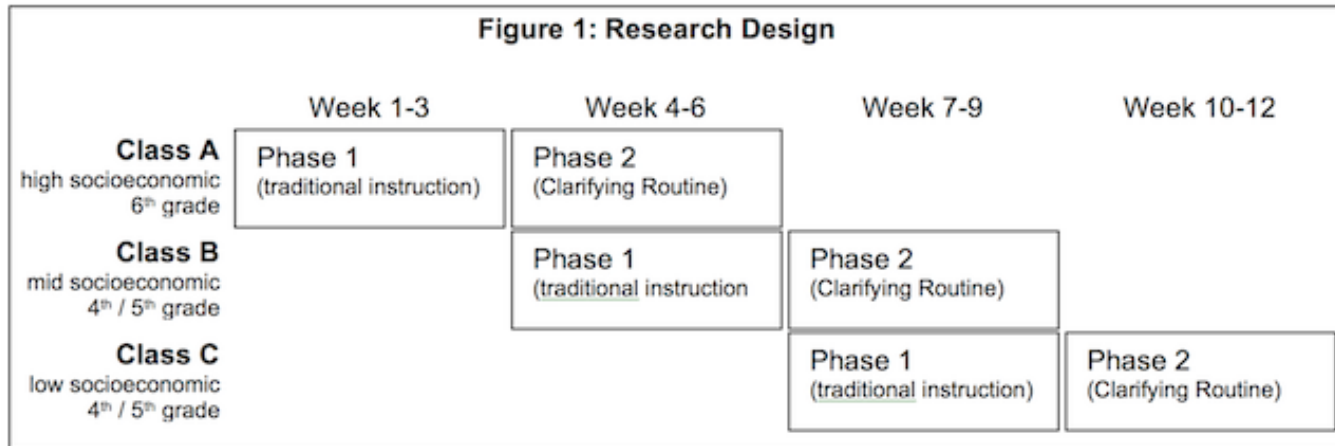 Figure 1: Research Design
Week 1-3 Week 4-6 Week 7-9 Week 10-12
Class A
high socioeconomic
6th grade
Phase 1
(traditional instruction)
Phase 2
(Clarifying Routine)
Class B
mid socioeconomic
4th / 5th grade
Phase 1
(traditional instruction
Phase 2
(Clarifying Routine)
Class C
low socioeconomic
4th / 5th grade
Phase 1
(traditional instruction)
Phase 2
(Clarifying Routine)